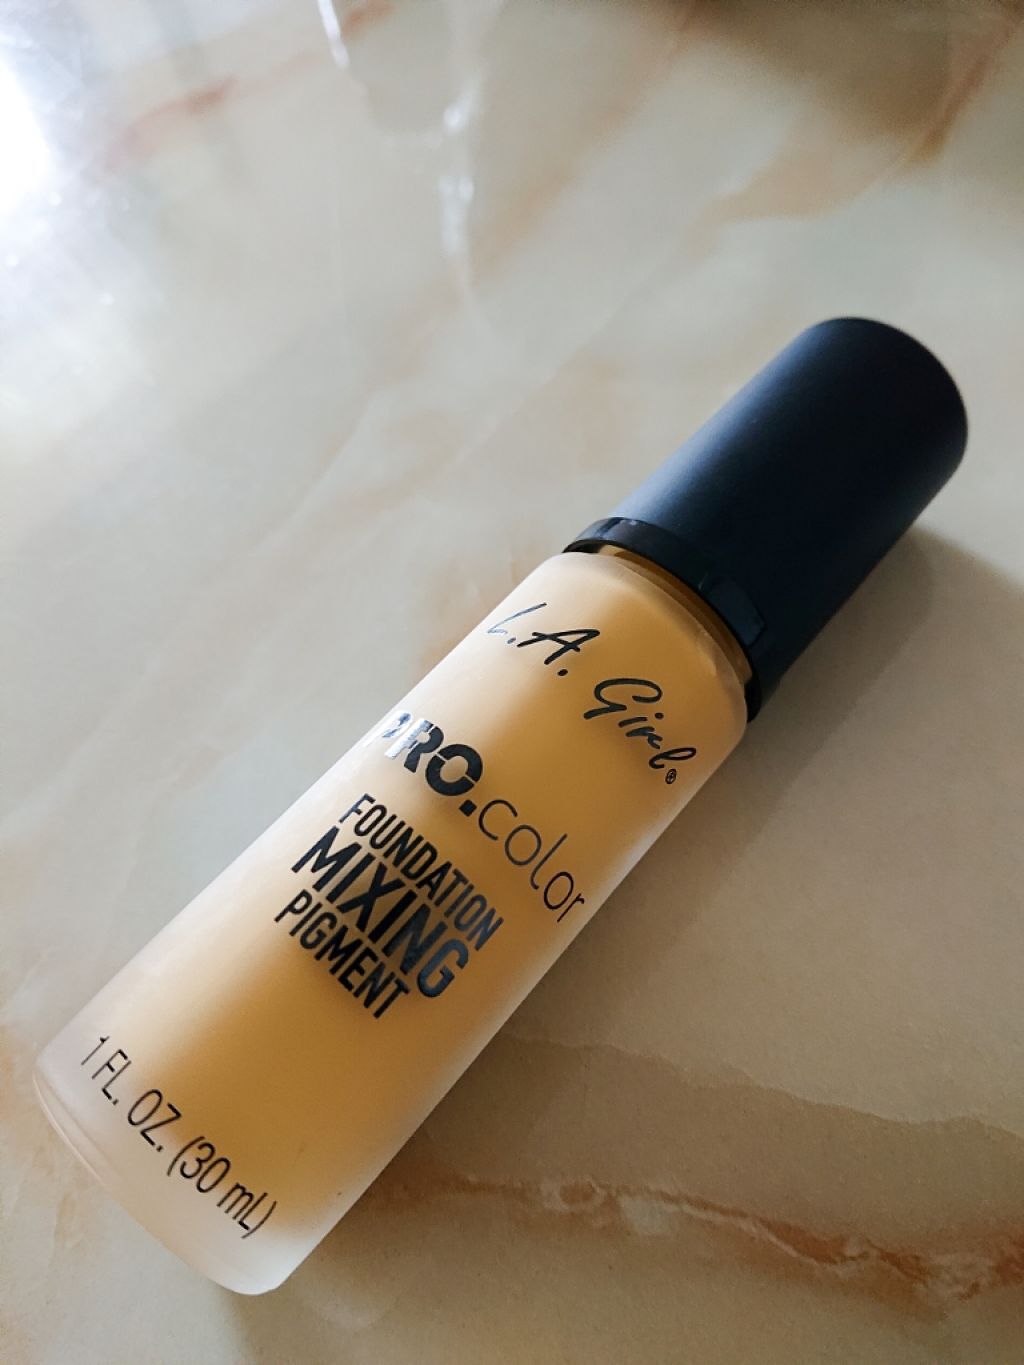 L.A. Girl®
PRO.color
FOUNDATION
MIXING
PIGMENT
1 FL. OZ. (30 mL)